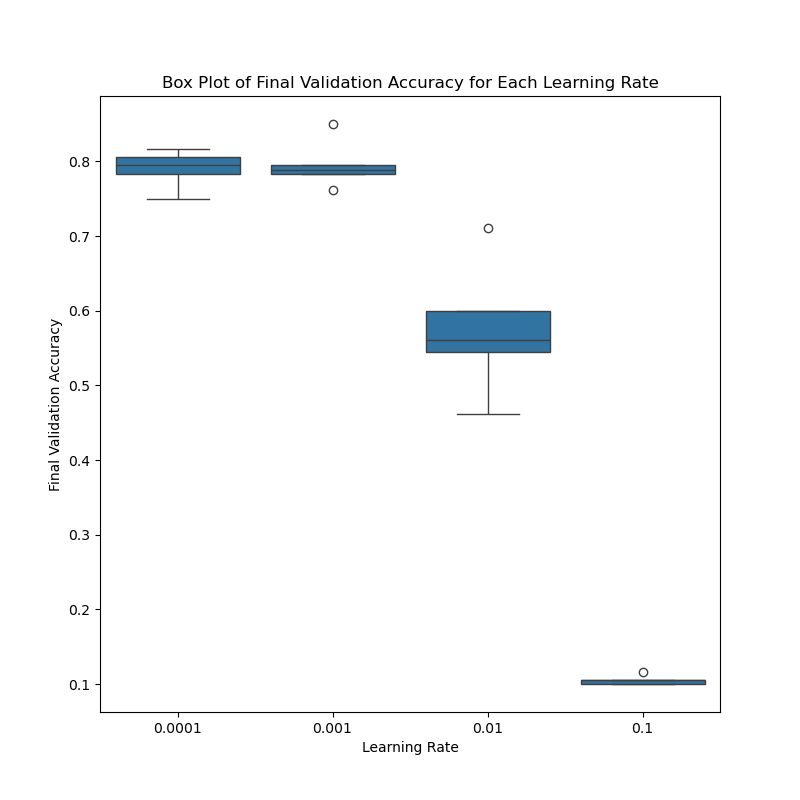 Box Plot of Final Validation Accuracy for Each Learning Rate
0.8
0.7
0.6
0.5
0.4
0.3
0.2
0.1
Final Validation Accuracy
0.0001 0.001 0.01 0.1
Learning Rate